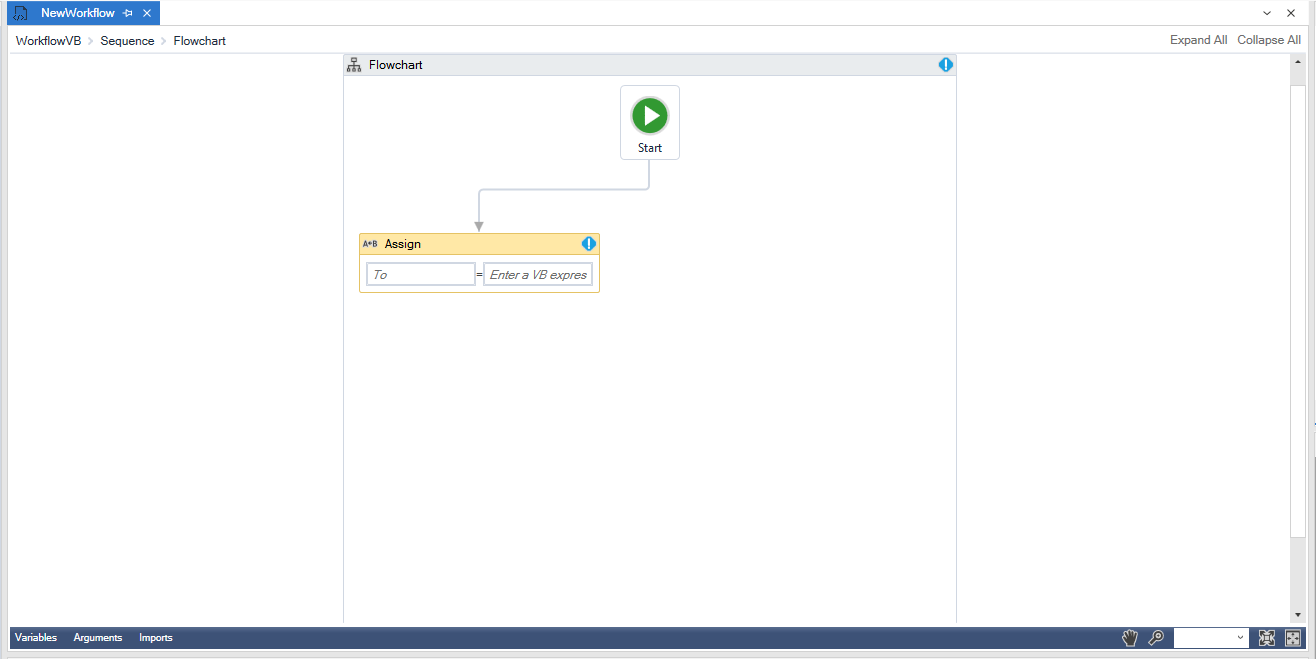 NewWorkflow
WorkflowVB Sequence Flowchart Expand All Collapse All
Flowchart
Start
A+B Assign
To = Enter a VB expres
Variables Arguments Imports